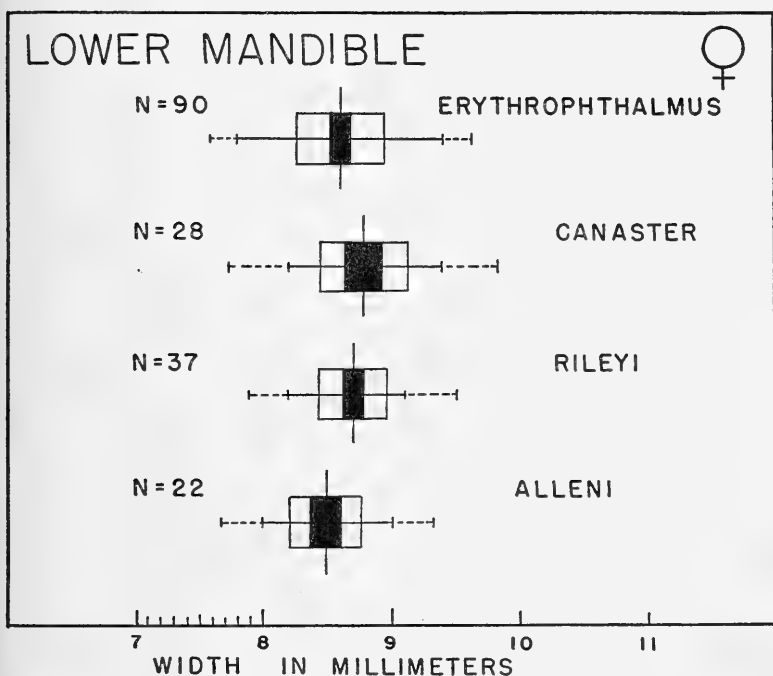 LOWER MANDIBLE ♀
N=90 ERYTHROPHTHALMUS
N=28 CANASTER
N=37 RILEYI
N=22 ALLENI
7 8 9 10 11
WIDTH IN MILLIMETERS